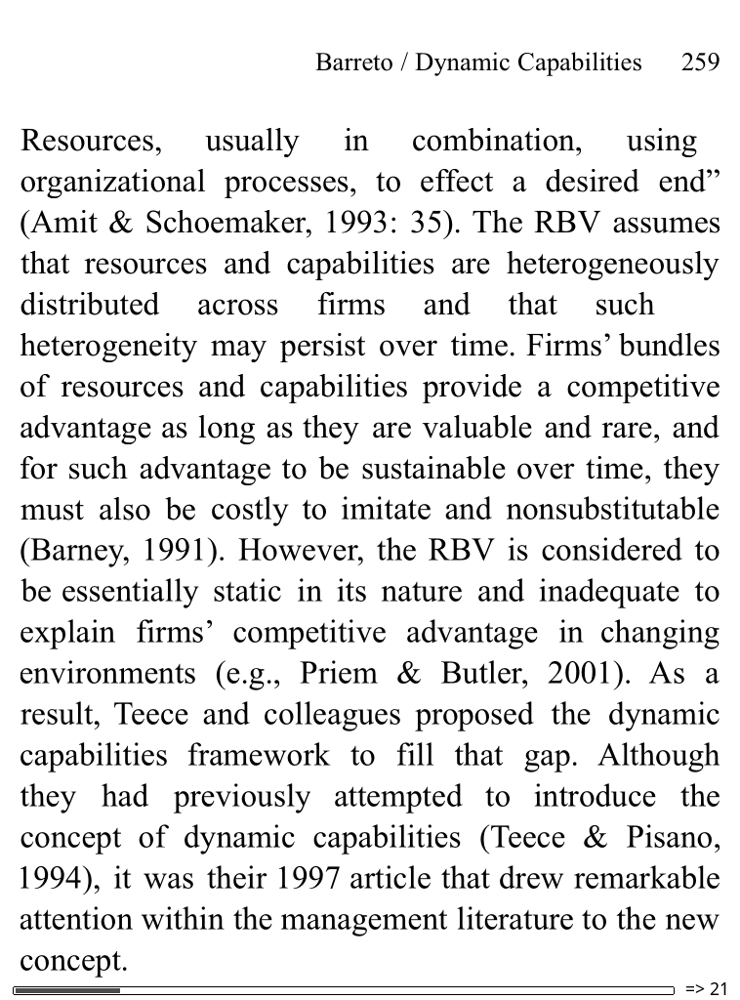 Barreto / Dynamic Capabilities 259
Resources, usually in combination, using
organizational processes, to effect a desired end”
(Amit & Schoemaker, 1993: 35). The RBV assumes
that resources and capabilities are heterogeneously
distributed across firms and that such
heterogeneity may persist over time. Firms’ bundles
of resources and capabilities provide a competitive
advantage as long as they are valuable and rare, and
for such advantage to be sustainable over time, they
must also be costly to imitate and nonsubstitutable
(Barney, 1991). However, the RBV is considered to
be essentially static in its nature and inadequate to
explain firms’ competitive advantage in changing
environments (e.g., Priem & Butler, 2001). As a
result, Teece and colleagues proposed the dynamic
capabilities framework to fill that gap. Although
they had previously attempted to introduce the
concept of dynamic capabilities (Teece & Pisano,
1994), it was their 1997 article that drew remarkable
attention within the management literature to the new
concept.
=> 21